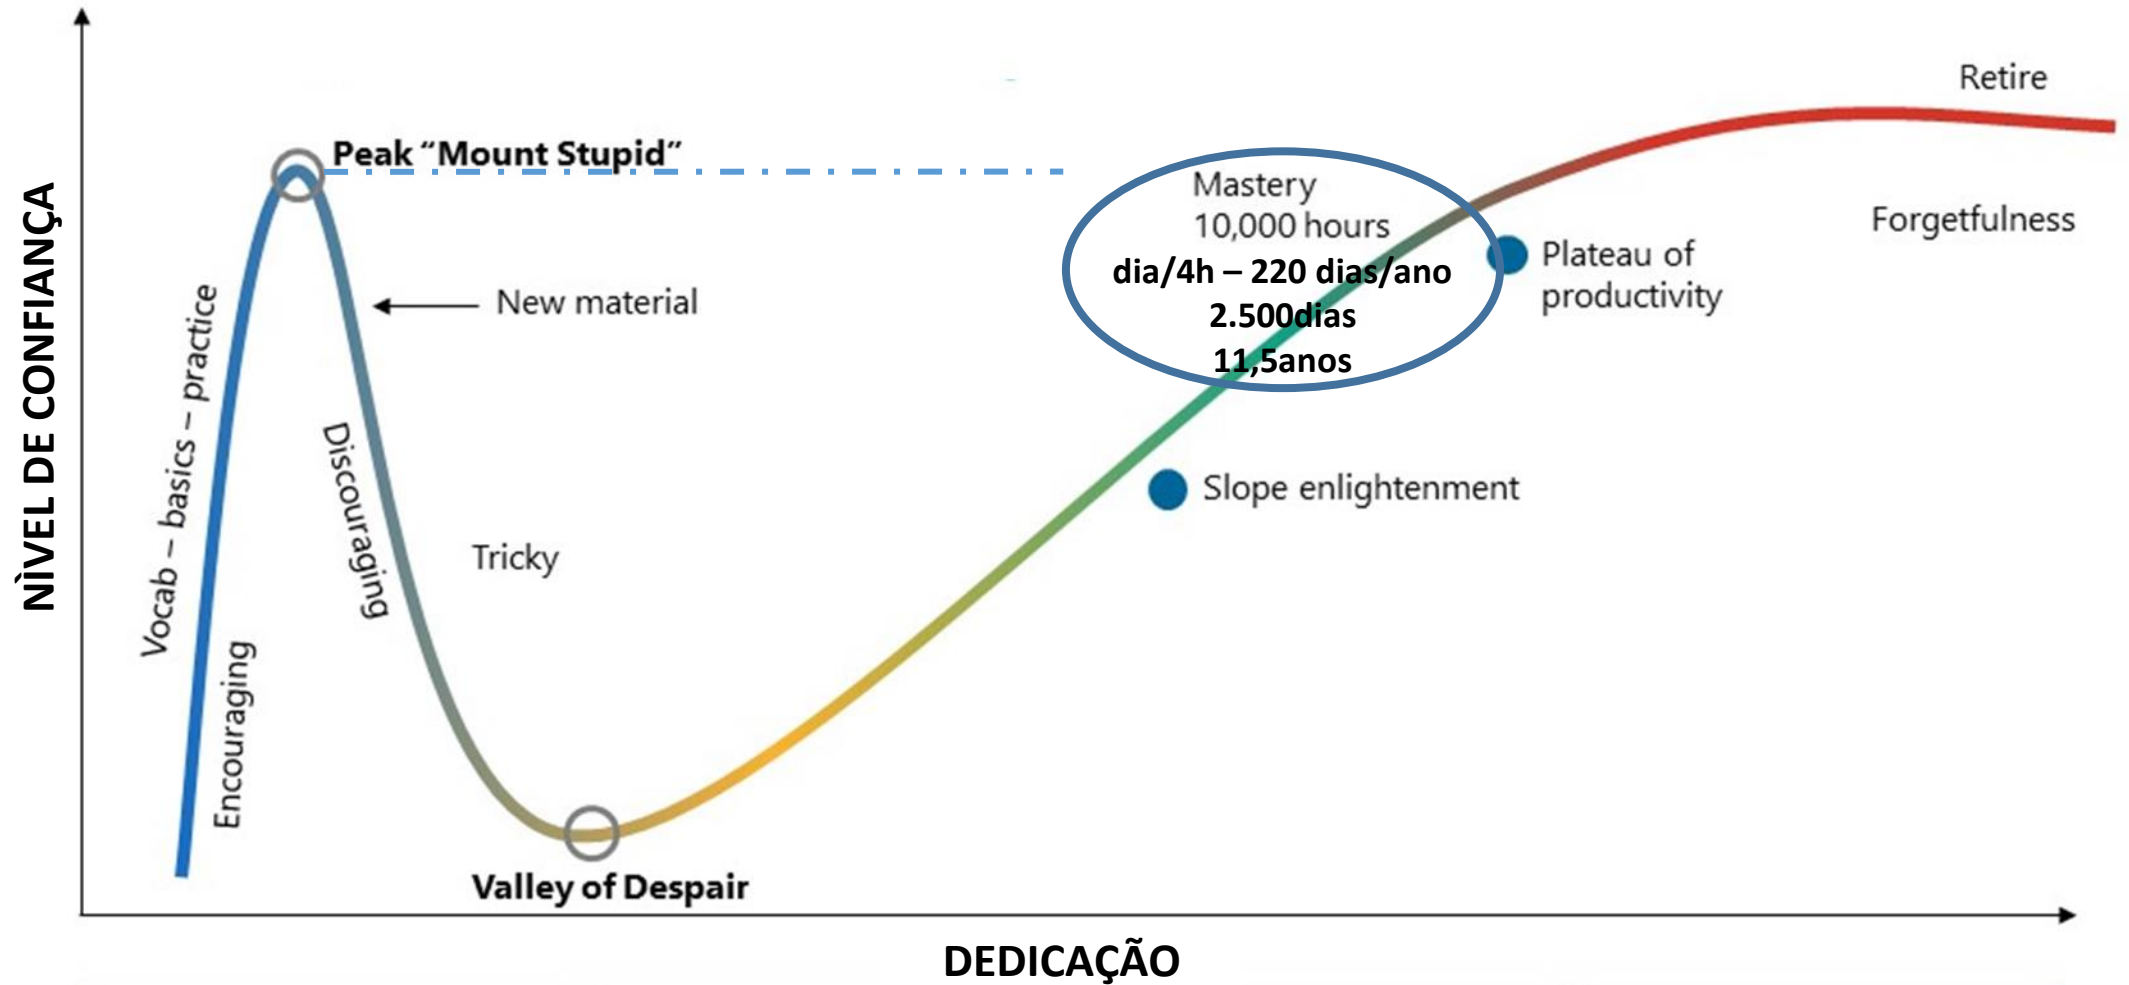 NÌVEL DE CONFIANÇA
Vocab – basics – practice
Encouraging
Peak “Mount Stupid”
New material
Discouraging
Tricky
Valley of Despair
Mastery
10,000 hours
dia/4h – 220 dias/ano
2.500dias
11,5anos
Slope enlightenment
Plateau of
productivity
Retire
Forgetfulness
DEDICAÇÃO